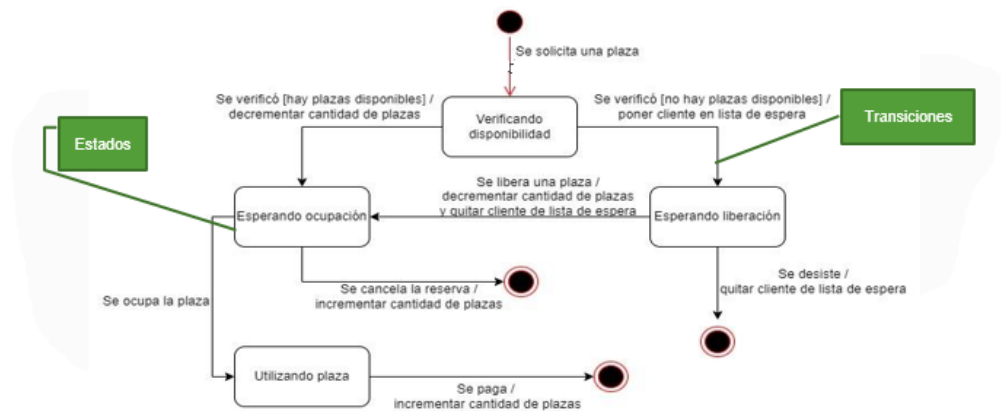 Se solicita una plaza
Se verificó [hay plazas disponibles] /
decrementar cantidad de plazas
Verificando
disponibilidad
Se verificó [no hay plazas disponibles] /
poner cliente en lista de espera
Transiciones
Estados
Se libera una plaza /
decrementar cantidad de plazas
y quitar cliente de lista de espera
Esperando ocupación
Esperando liberación
Se cancela la reserva /
incrementar cantidad de plazas
Se desiste /
quitar cliente de lista de espera
Se ocupa la plaza
Utilizando plaza
Se paga /
incrementar cantidad de plazas